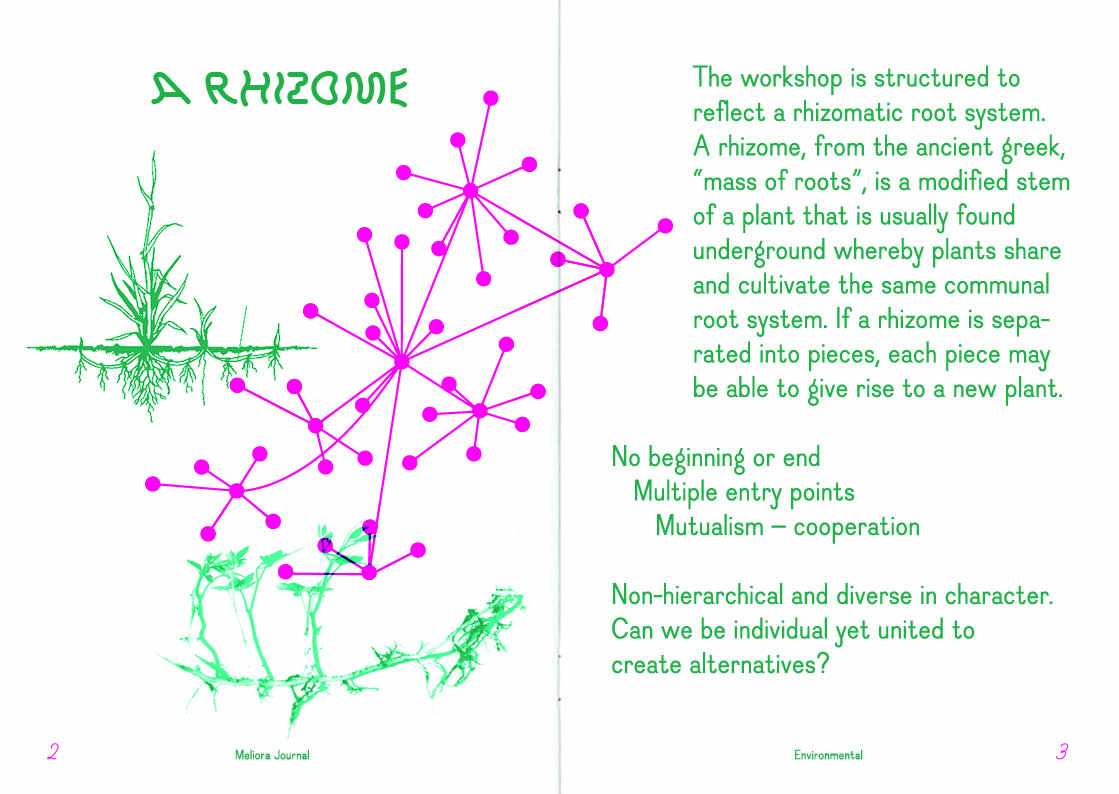 A RHIZOME
The workshop is structured to
reflect a rhizomatic root system.
A rhizome, from the ancient greek,
“mass of roots”, is a modified stem
of a plant that is usually found
underground whereby plants share
and cultivate the same communal
root system. If a rhizome is sepa-
rated into pieces, each piece may
be able to give rise to a new plant.
No beginning or end
Multiple entry points
Mutualism – cooperation
Non-hierarchical and diverse in character.
Can we be individual yet united to
create alternatives?
2
Meliora Journal
Environmental
3